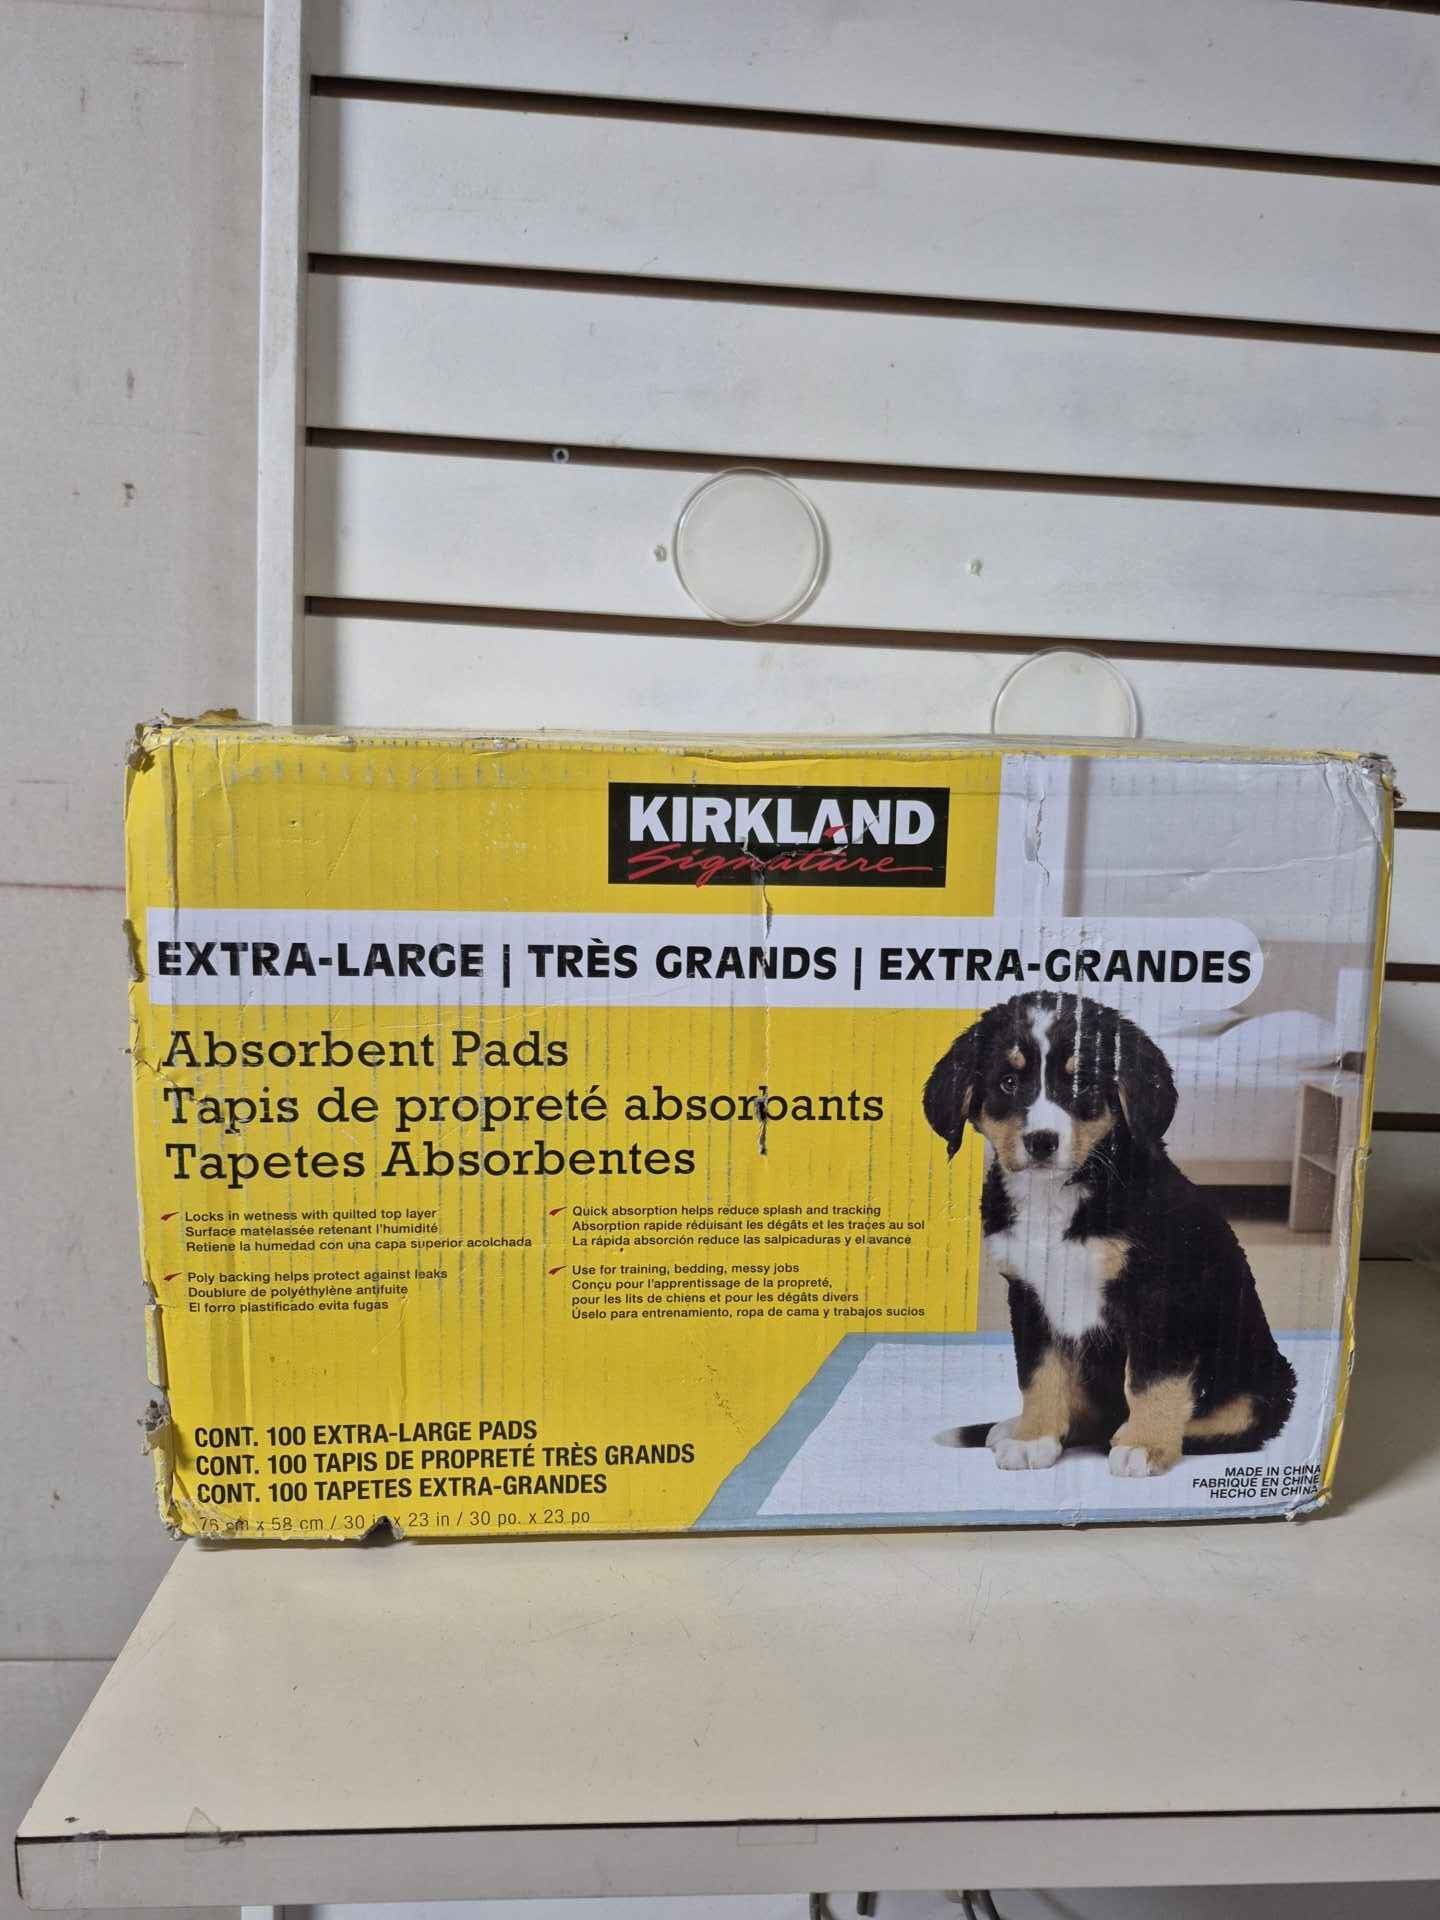 KIRKLAND
Signature
EXTRA-LARGE | TRÈS GRANDS | EXTRA-GRANDES
Absorbent Pads
Tapis de propreté absorbants
Tapetes Absorbentes
Locks in wetness with quilted top layer
Surface matelassée retenant l'humidité
Retiene la humedad con una capa superior acolchada
Poly backing helps protect against leaks
Doublure de polyéthylène antifuite
El forro plastificado evita fugas
Quick absorption helps reduce splash and tracking
Absorption rapide réduisant les dégâts et les traces au sol
La rápida absorción reduce las salpicaduras y el avance
Use for training, bedding, messy jobs
Conçu pour l'apprentissage de la propreté,
pour les lits de chiens et pour les dégâts divers
Úselo para entrenamiento, ropa de cama y trabajos sucios
CONT. 100 EXTRA-LARGE PADS
CONT. 100 TAPIS DE PROPRETÉ TRÈS GRANDS
CONT. 100 TAPETES EXTRA-GRANDES
76 cm x 58 cm / 30 in x 23 in / 30 po. x 23 po
MADE IN CHINA
FABRIQUÉ EN CHINE
HECHO EN CHINA